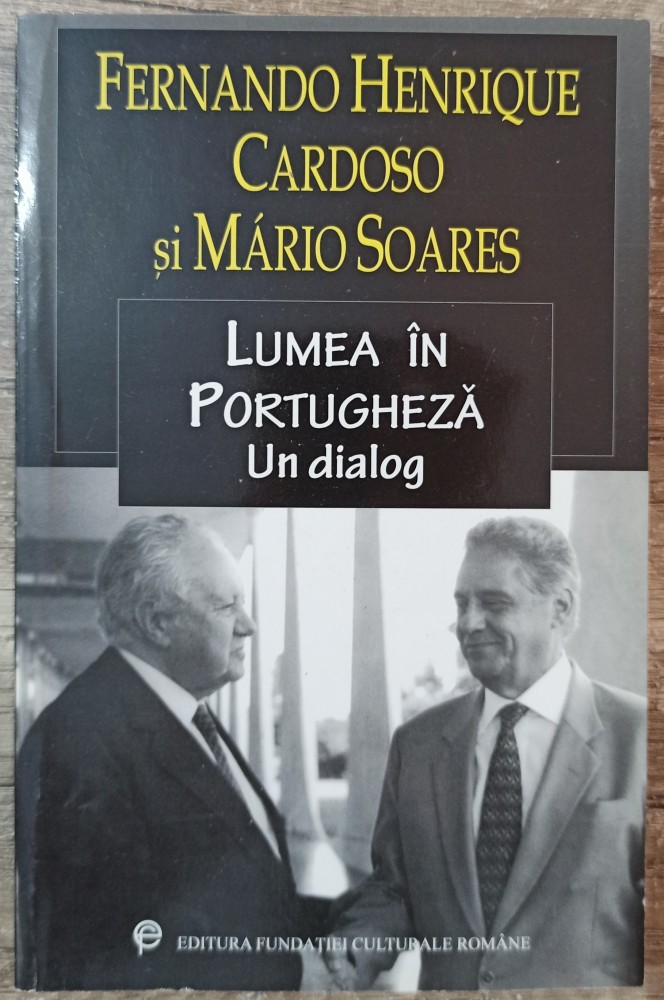 FERNANDO HENRIQUE
CARDOSO
și MÁRIO SOARES
LUMEA ÎN
PORTUGHEZĂ
Un dialog
EDITURA FUNDAȚIEI CULTURALE ROMÂNE